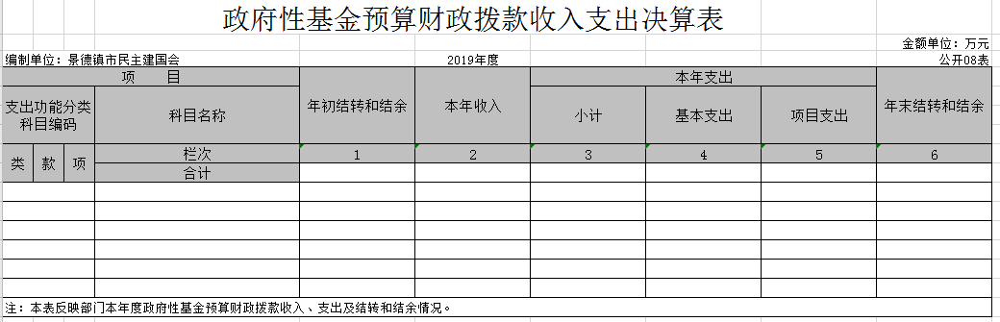 政府性基金预算财政拨款收入支出决算表
金额单位：万元
编制单位：景德镇市民主建国会 2019年度 公开08表
项 目 年初结转和结余 本年收入 本年支出 年末结转和结余
支出功能分类
科目编码 科目名称 小计 基本支出 项目支出
类 款 项 栏次 1 2 3 4 5 6
合计
注：本表反映部门本年度政府性基金预算财政拨款收入、支出及结转和结余情况。